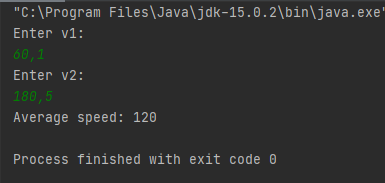 "C:\Program Files\Java\jdk-15.0.2\bin\java.exe"
Enter v1:
60,1
Enter v2:
180,5
Average speed: 120
Process finished with exit code 0